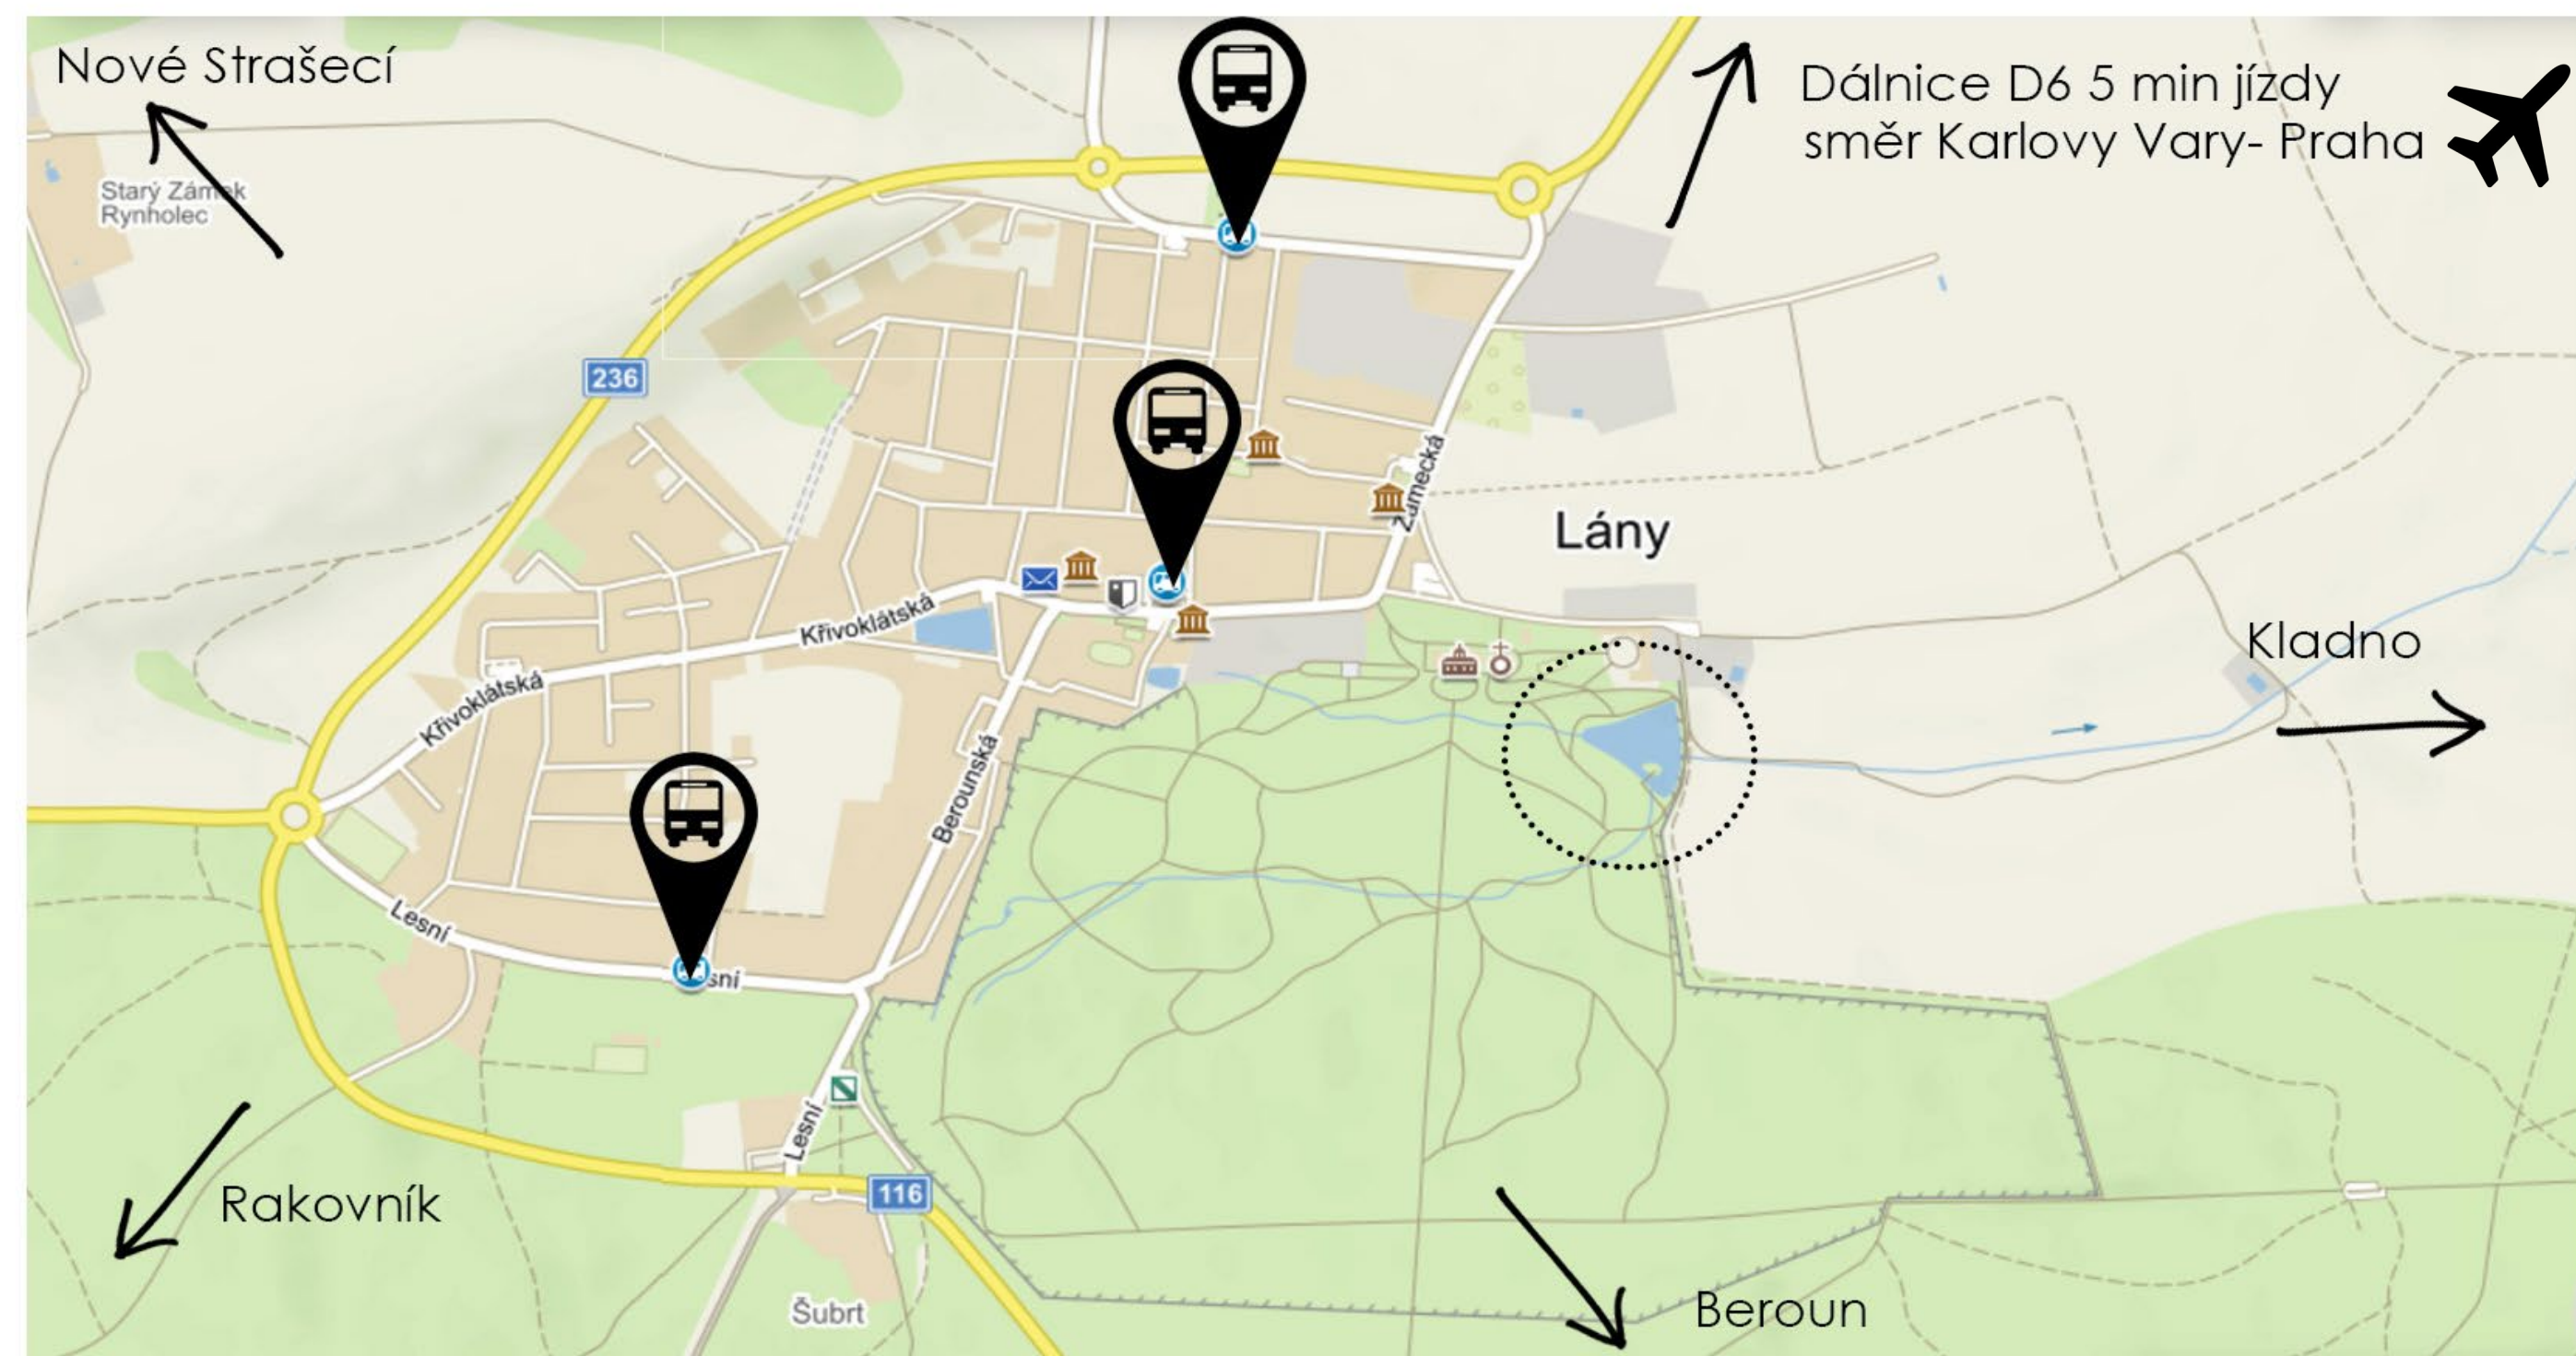 Nové Strašecí
Dálnice D6 5 min jízdy
směr Karlovy Vary- Praha
Starý Zámek
Rynholec
236
Zámecká
Lány
Křivoklátská
Kladno
Křivoklátská
Berounská
Lesní
sní
Lesní
116
Rakovník
Šubrt
Beroun